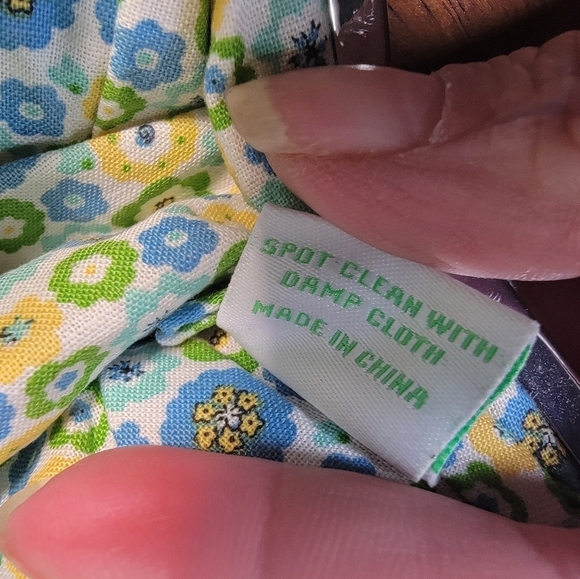 SPOT CLEAN WITH
DAMP CLOTH
MADE IN CHINA